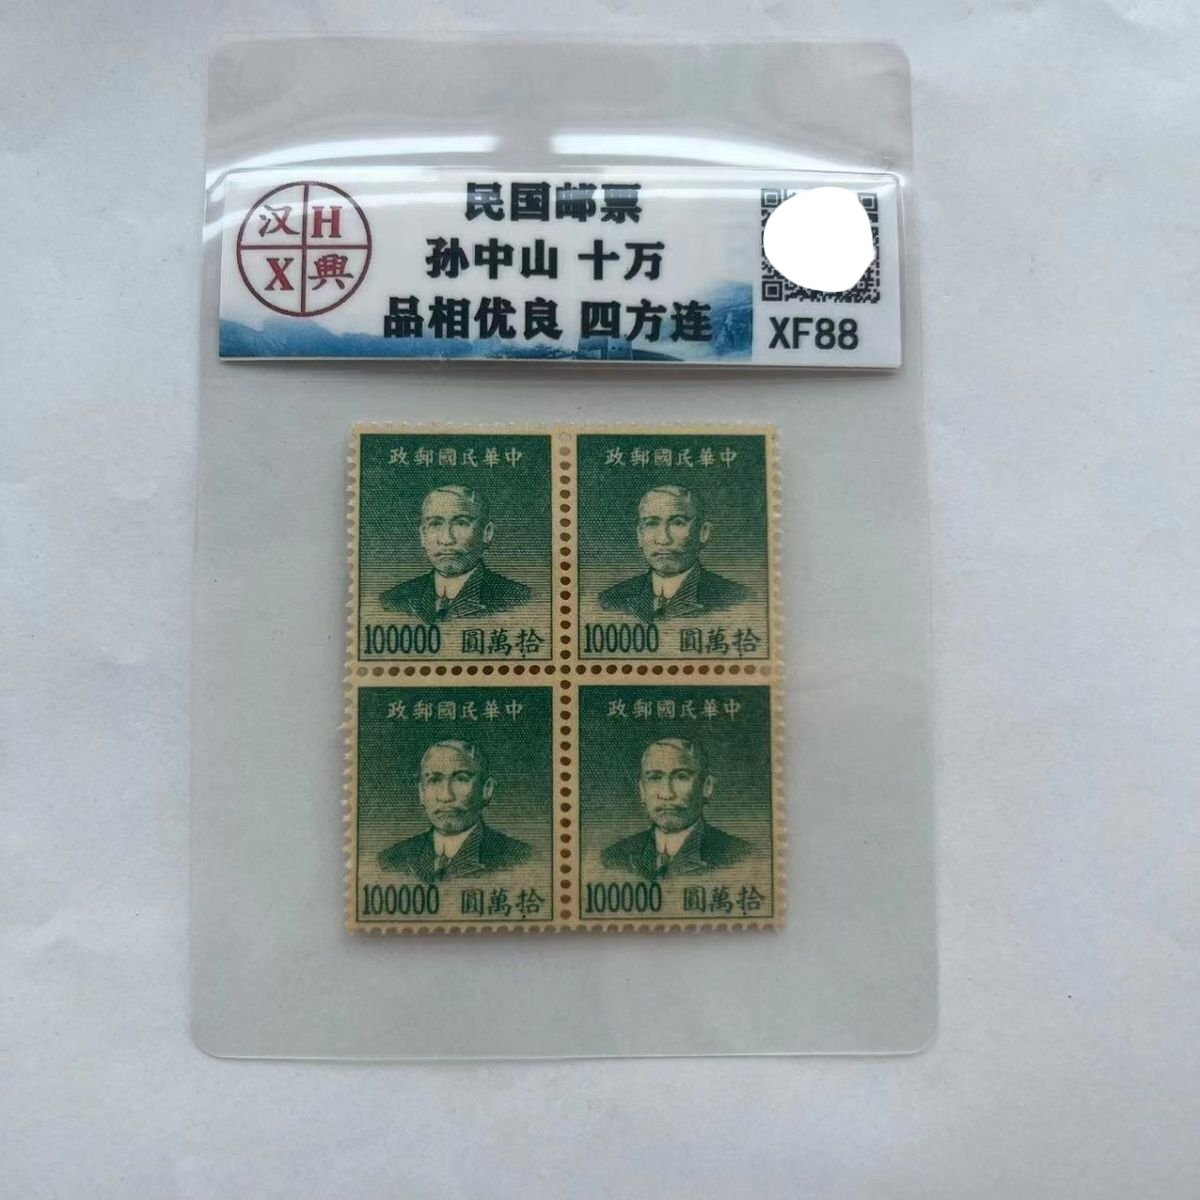 汉 H
X 興
民国邮票
孙中山 十万
品相优良 四方连
XF88
政郵國民華中
政郵國民華中
100000 圓萬拾
100000 圓萬拾
政郵國民華中
政郵國民華中
100000 圓萬拾
100000 圓萬拾